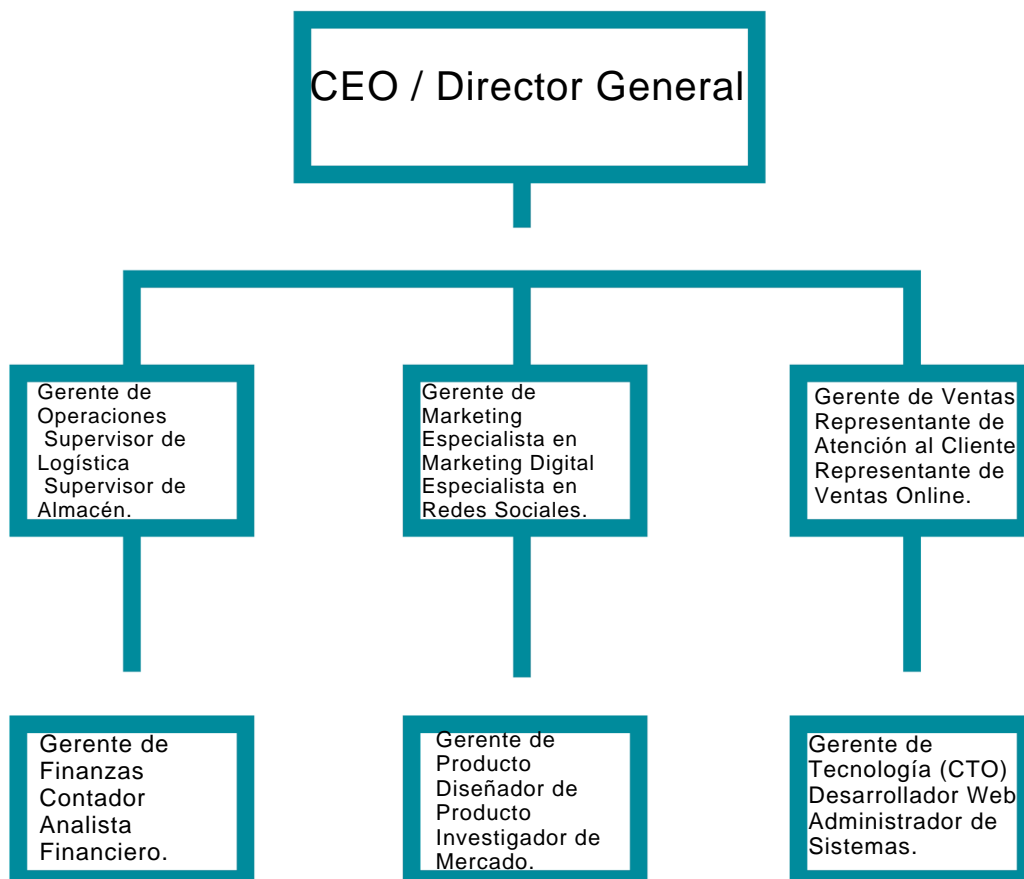 CEO / Director General
Gerente de
Operaciones
Supervisor de
Logística
Supervisor de
Almacén.
Gerente de
Marketing
Especialista en
Marketing Digital
Especialista en
Redes Sociales.
Gerente de Ventas
Representante de
Atención al Cliente
Representante de
Ventas Online.
Gerente de
Finanzas
Contador
Analista
Financiero.
Gerente de
Producto
Diseñador de
Producto
Investigador de
Mercado.
Gerente de
Tecnología (CTO)
Desarrollador Web
Administrador de
Sistemas.